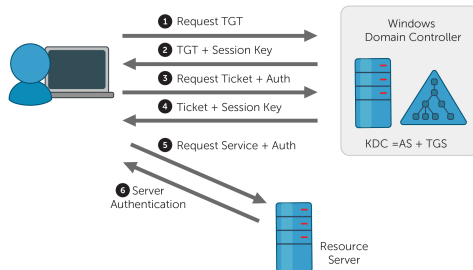 1 Request TGT
2 TGT + Session Key
3 Request Ticket + Auth
4 Ticket + Session Key
5 Request Service + Auth
6 Server
Authentication
Windows
Domain Controller
KDC =AS + TGS
Resource
Server